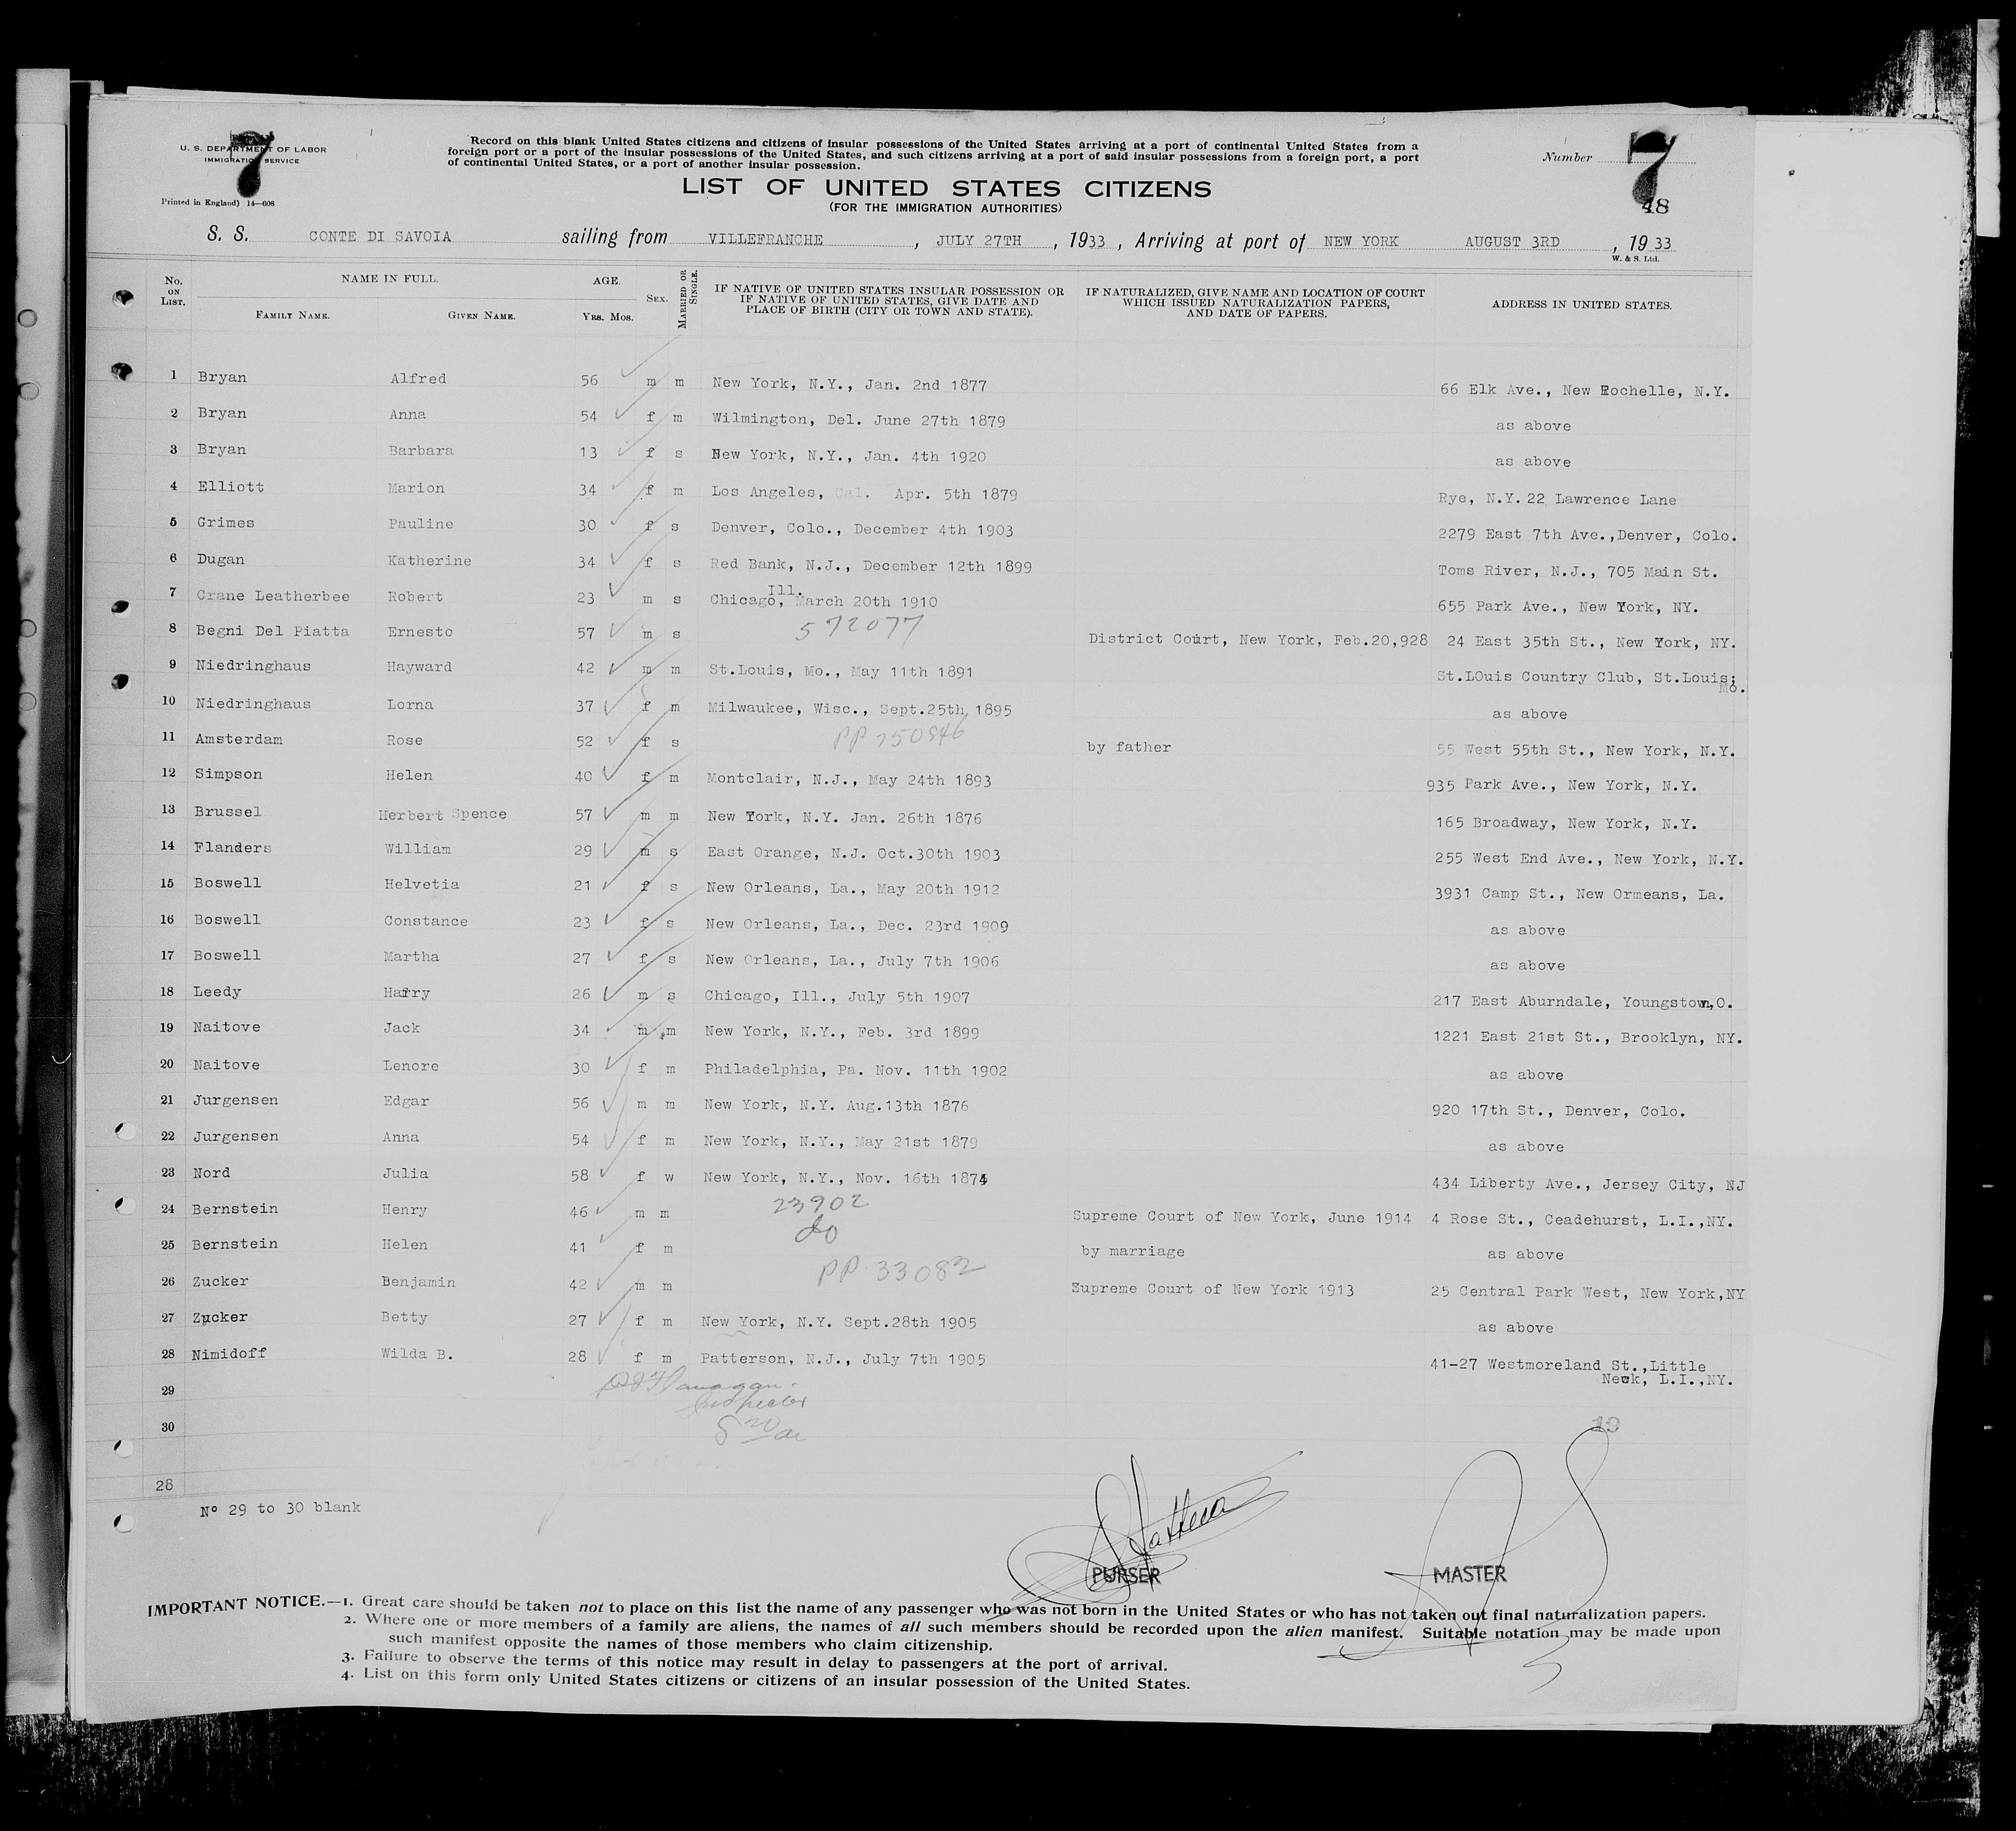 7
U. S. DEPARTMENT OF LABOR
IMMIGRATION SERVICE
Printed in England) 14—608
Record on this blank United States citizens and citizens of insular possessions of the United States arriving at a port of continental United States from a
foreign port or a port of the insular possessions of the United States, and such citizens arriving at a port of said insular possessions from a foreign port, a port
of continental United States, or a port of another insular possession.
Number 7
48
LIST OF UNITED STATES CITIZENS
(FOR THE IMMIGRATION AUTHORITIES)
S. S. CONTE DI SAVOIA sailing from VILLEFRANCHE , JULY 27TH , 1933 , Arriving at port of NEW YORK AUGUST 3RD , 19 33
W. & S. Ltd.
No. ON LIST. NAME IN FULL. FAMILY NAME. GIVEN NAME. AGE. YRS. MOS. SEX. MARRIED OR SINGLE. IF NATIVE OF UNITED STATES INSULAR POSSESSION OR IF NATIVE OF UNITED STATES, GIVE DATE AND PLACE OF BIRTH (CITY OR TOWN AND STATE). IF NATURALIZED, GIVE NAME AND LOCATION OF COURT WHICH ISSUED NATURALIZATION PAPERS, AND DATE OF PAPERS. ADDRESS IN UNITED STATES.
1 Bryan Alfred 56 m m New York, N.Y., Jan. 2nd 1877 66 Elk Ave., New Rochelle, N.Y.
2 Bryan Anna 54 f m Wilmington, Del. June 27th 1879 as above
3 Bryan Barbara 13 f s New York, N.Y., Jan. 4th 1920 as above
4 Elliott Marion 34 f m Los Angeles, Cal. Apr. 5th 1879 Rye, N.Y. 22 Lawrence Lane
5 Grimes Pauline 30 f s Denver, Colo., December 4th 1903 2279 East 7th Ave.,Denver, Colo.
6 Dugan Katherine 34 f s Red Bank, N.J., December 12th 1899 Toms River, N.J., 705 Main St.
7 Crane Leatherbee Robert 23 m s Chicago, Ill. March 20th 1910 655 Park Ave., New York, NY.
8 Begni Del Piatta Ernesto 57 m s 572077 District Court, New York, Feb.20,928 24 East 35th St., New York, NY.
9 Niedringhaus Hayward 42 m m St.Louis, Mo., May 11th 1891 St.LOuis Country Club, St.Louis; Mo.
10 Niedringhaus Lorna 37 f m Milwaukee, Wisc., Sept.25th 1895 as above
11 Amsterdam Rose 52 f s PP 250846 by father 55 West 55th St., New York, N.Y.
12 Simpson Helen 40 f m Montclair, N.J., May 24th 1893 935 Park Ave., New York, N.Y.
13 Brussel Herbert Spence 57 m m New York, N.Y. Jan. 26th 1876 165 Broadway, New York, N.Y.
14 Flanders William 29 m s East Orange, N.J. Oct.30th 1903 255 West End Ave., New York, N.Y.
15 Boswell Helvetia 21 f s New Orleans, La., May 20th 1912 3931 Camp St., New Ormeans, La.
16 Boswell Constance 23 f s New Orleans, La., Dec. 23rd 1909 as above
17 Boswell Martha 27 f s New Orleans, La., July 7th 1906 as above
18 Leedy Harry 26 m s Chicago, Ill., July 5th 1907 217 East Aburndale, Youngstown,O.
19 Naitove Jack 34 m m New York, N.Y., Feb. 3rd 1899 1221 East 21st St., Brooklyn, NY.
20 Naitove Lenore 30 f m Philadelphia, Pa. Nov. 11th 1902 as above
21 Jurgensen Edgar 56 m m New York, N.Y. Aug.13th 1876 920 17th St., Denver, Colo.
22 Jurgensen Anna 54 f m New York, N.Y., May 21st 1879 as above
23 Nord Julia 58 f w New York, N.Y., Nov. 16th 1874 434 Liberty Ave., Jersey City, NJ
24 Bernstein Henry 46 m m 23902 Supreme Court of New York, June 1914 4 Rose St., Ceadehurst, L.I.,NY.
25 Bernstein Helen 41 f m do by marriage as above
26 Zucker Benjamin 42 m m PP. 33082 Supreme Court of New York 1913 25 Central Park West, New York,NY
27 Zucker Betty 27 f m New York, N.Y. Sept.28th 1905 as above
28 Nimidoff Wilda B. 28 f m Patterson, N.J., July 7th 1905 41-27 Westmoreland St.,Little Neck, L.I.,NY.
29 Flanagan.
Inspector
30
28
Nº 29 to 30 blank
PURSER
MASTER
IMPORTANT NOTICE.—1. Great care should be taken not to place on this list the name of any passenger who was not born in the United States or who has not taken out final naturalization papers.
2. Where one or more members of a family are aliens, the names of all such members should be recorded upon the alien manifest. Suitable notation may be made upon
such manifest opposite the names of those members who claim citizenship.
3. Failure to observe the terms of this notice may result in delay to passengers at the port of arrival.
4. List on this form only United States citizens or citizens of an insular possession of the United States.